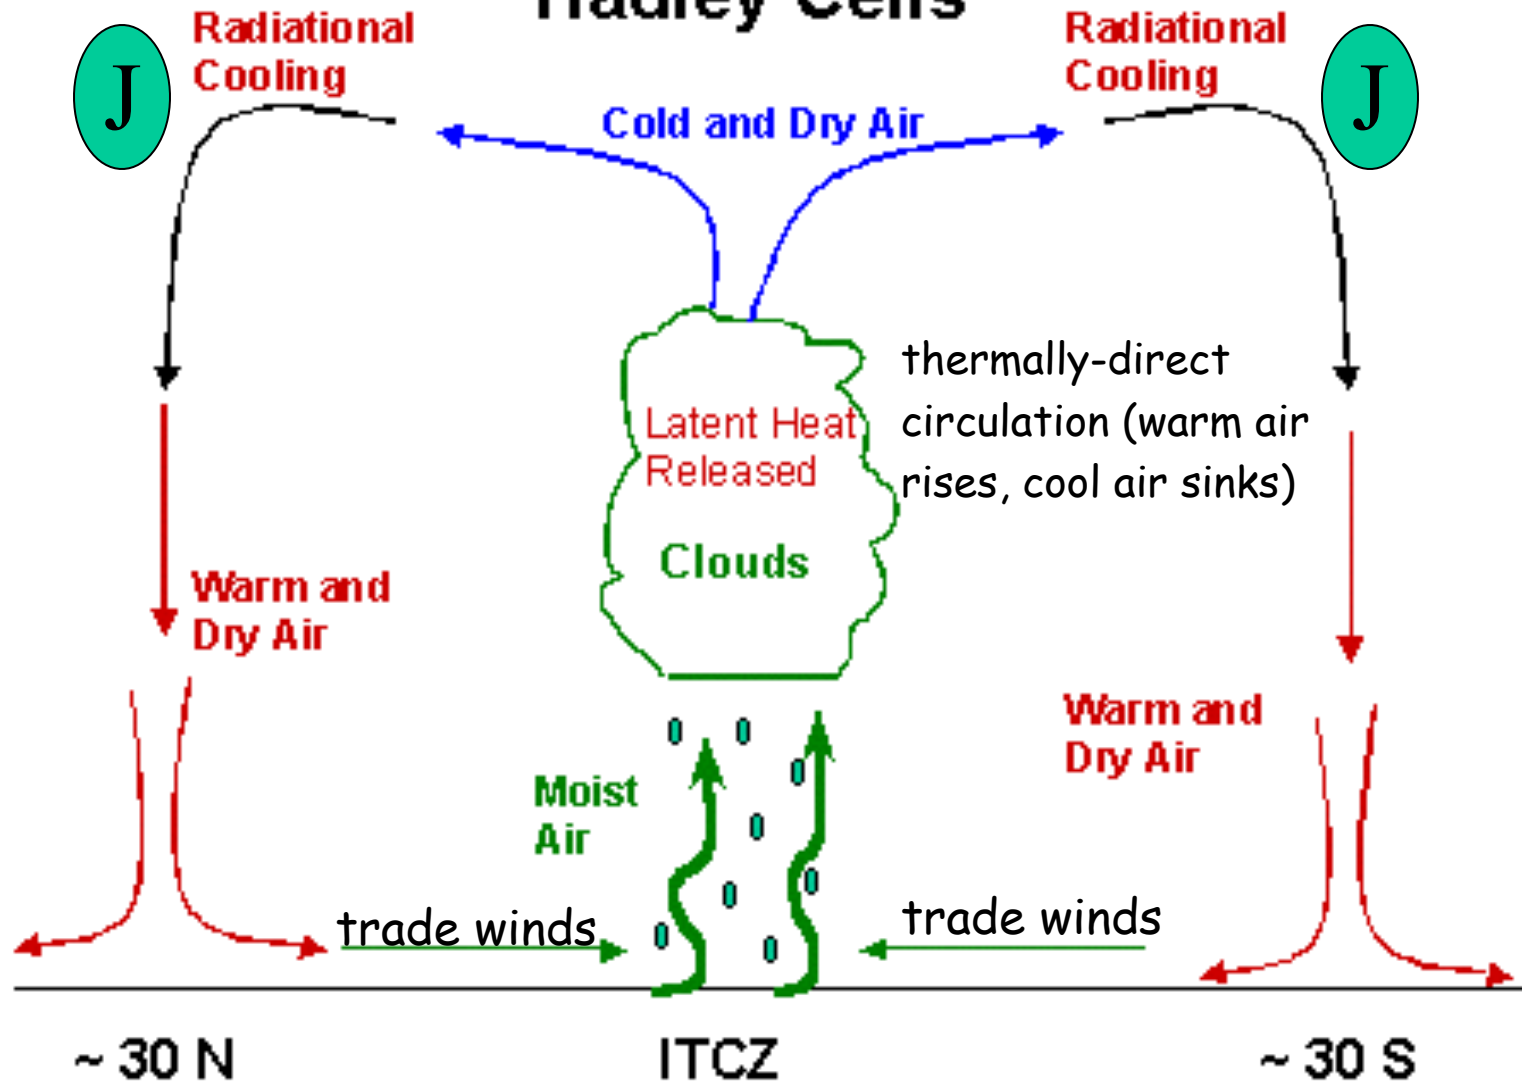 Hadley Cells
Radiational
Cooling
J
Radiational
Cooling
J
Cold and Dry Air
thermally-direct
circulation (warm air
rises, cool air sinks)
Latent Heat
Released
Clouds
Warm and
Dry Air
Warm and
Dry Air
Moist
Air
trade winds
trade winds
~ 30 N
ITCZ
~ 30 S